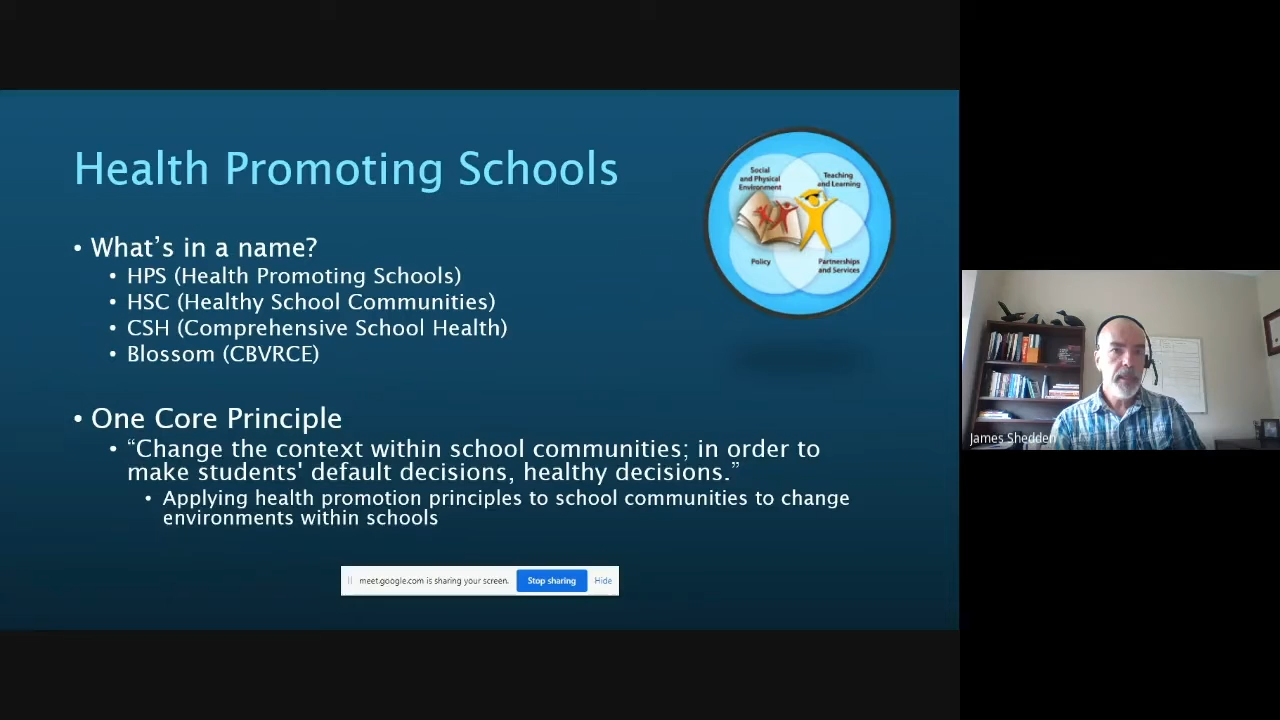 Health Promoting Schools
• What's in a name?
• HPS (Health Promoting Schools)
• HSC (Healthy School Communities)
• CSH (Comprehensive School Health)
• Blossom (CBVRCE)
• One Core Principle
• “Change the context within school communities; in order to
make students' default decisions, healthy decisions.”
• Applying health promotion principles to school communities to change
environments within schools
Social
and Physical
Environment
Teaching
and Learning
Policy
Partnerships
and Services
meet.google.com is sharing your screen.
Stop sharing
Hide
James Shedden